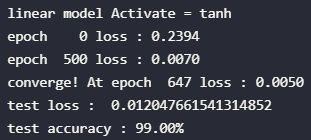 linear model Activate = tanh
epoch    0 loss : 0.2394
epoch  500 loss : 0.0070
converge! At epoch  647 loss : 0.0050
test loss :  0.012047661541314852
test accuracy : 99.00%